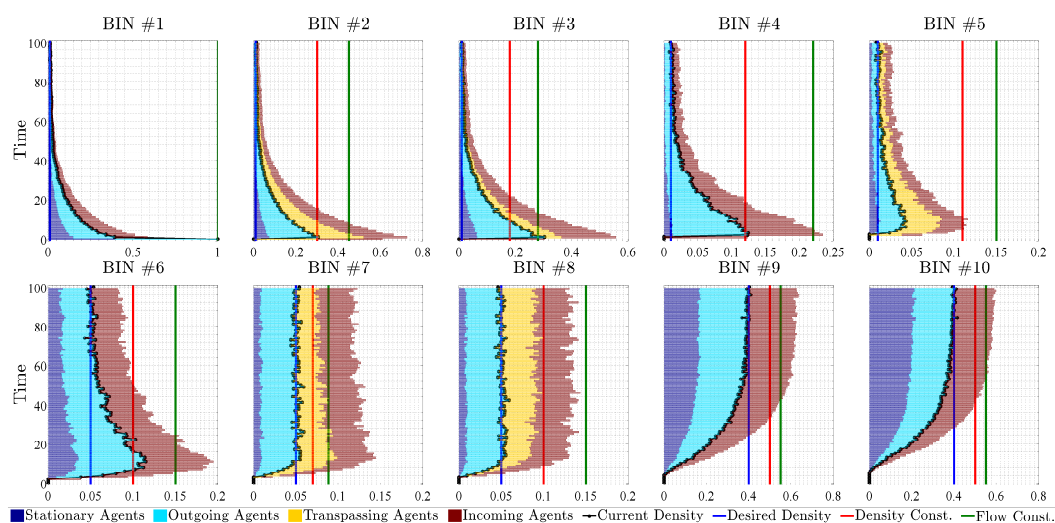 BIN #1 BIN #2 BIN #3 BIN #4 BIN #5
Time
100
80
60
40
20
0
0 1
0 0.2 0.4 0.6 0.8
0 0.2 0.4 0.6
0 0.05 0.1 0.15 0.2 0.25
0 0.05 0.1 0.15 0.2
BIN #6 BIN #7 BIN #8 BIN #9 BIN #10
Time
100
80
60
40
20
0
0 0.05 0.1 0.15 0.2
0 0.05 0.1 0.15 0.2
0 0.05 0.1 0.15 0.2
0 0.2 0.4 0.6 0.8
0 0.2 0.4 0.6 0.8
Stationary Agents Outgoing Agents Transpassing Agents Incoming Agents Current Density Desired Density Density Const. Flow Const.